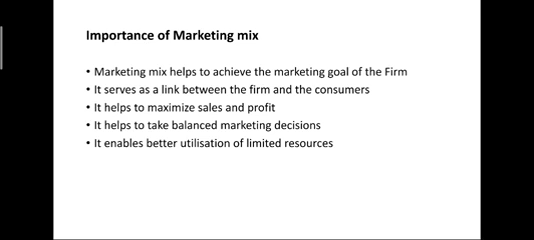 Importance of Marketing mix
• Marketing mix helps to achieve the marketing goal of the Firm
• It serves as a link between the firm and the consumers
• It helps to maximize sales and profit
• It helps to take balanced marketing decisions
• It enables better utilisation of limited resources